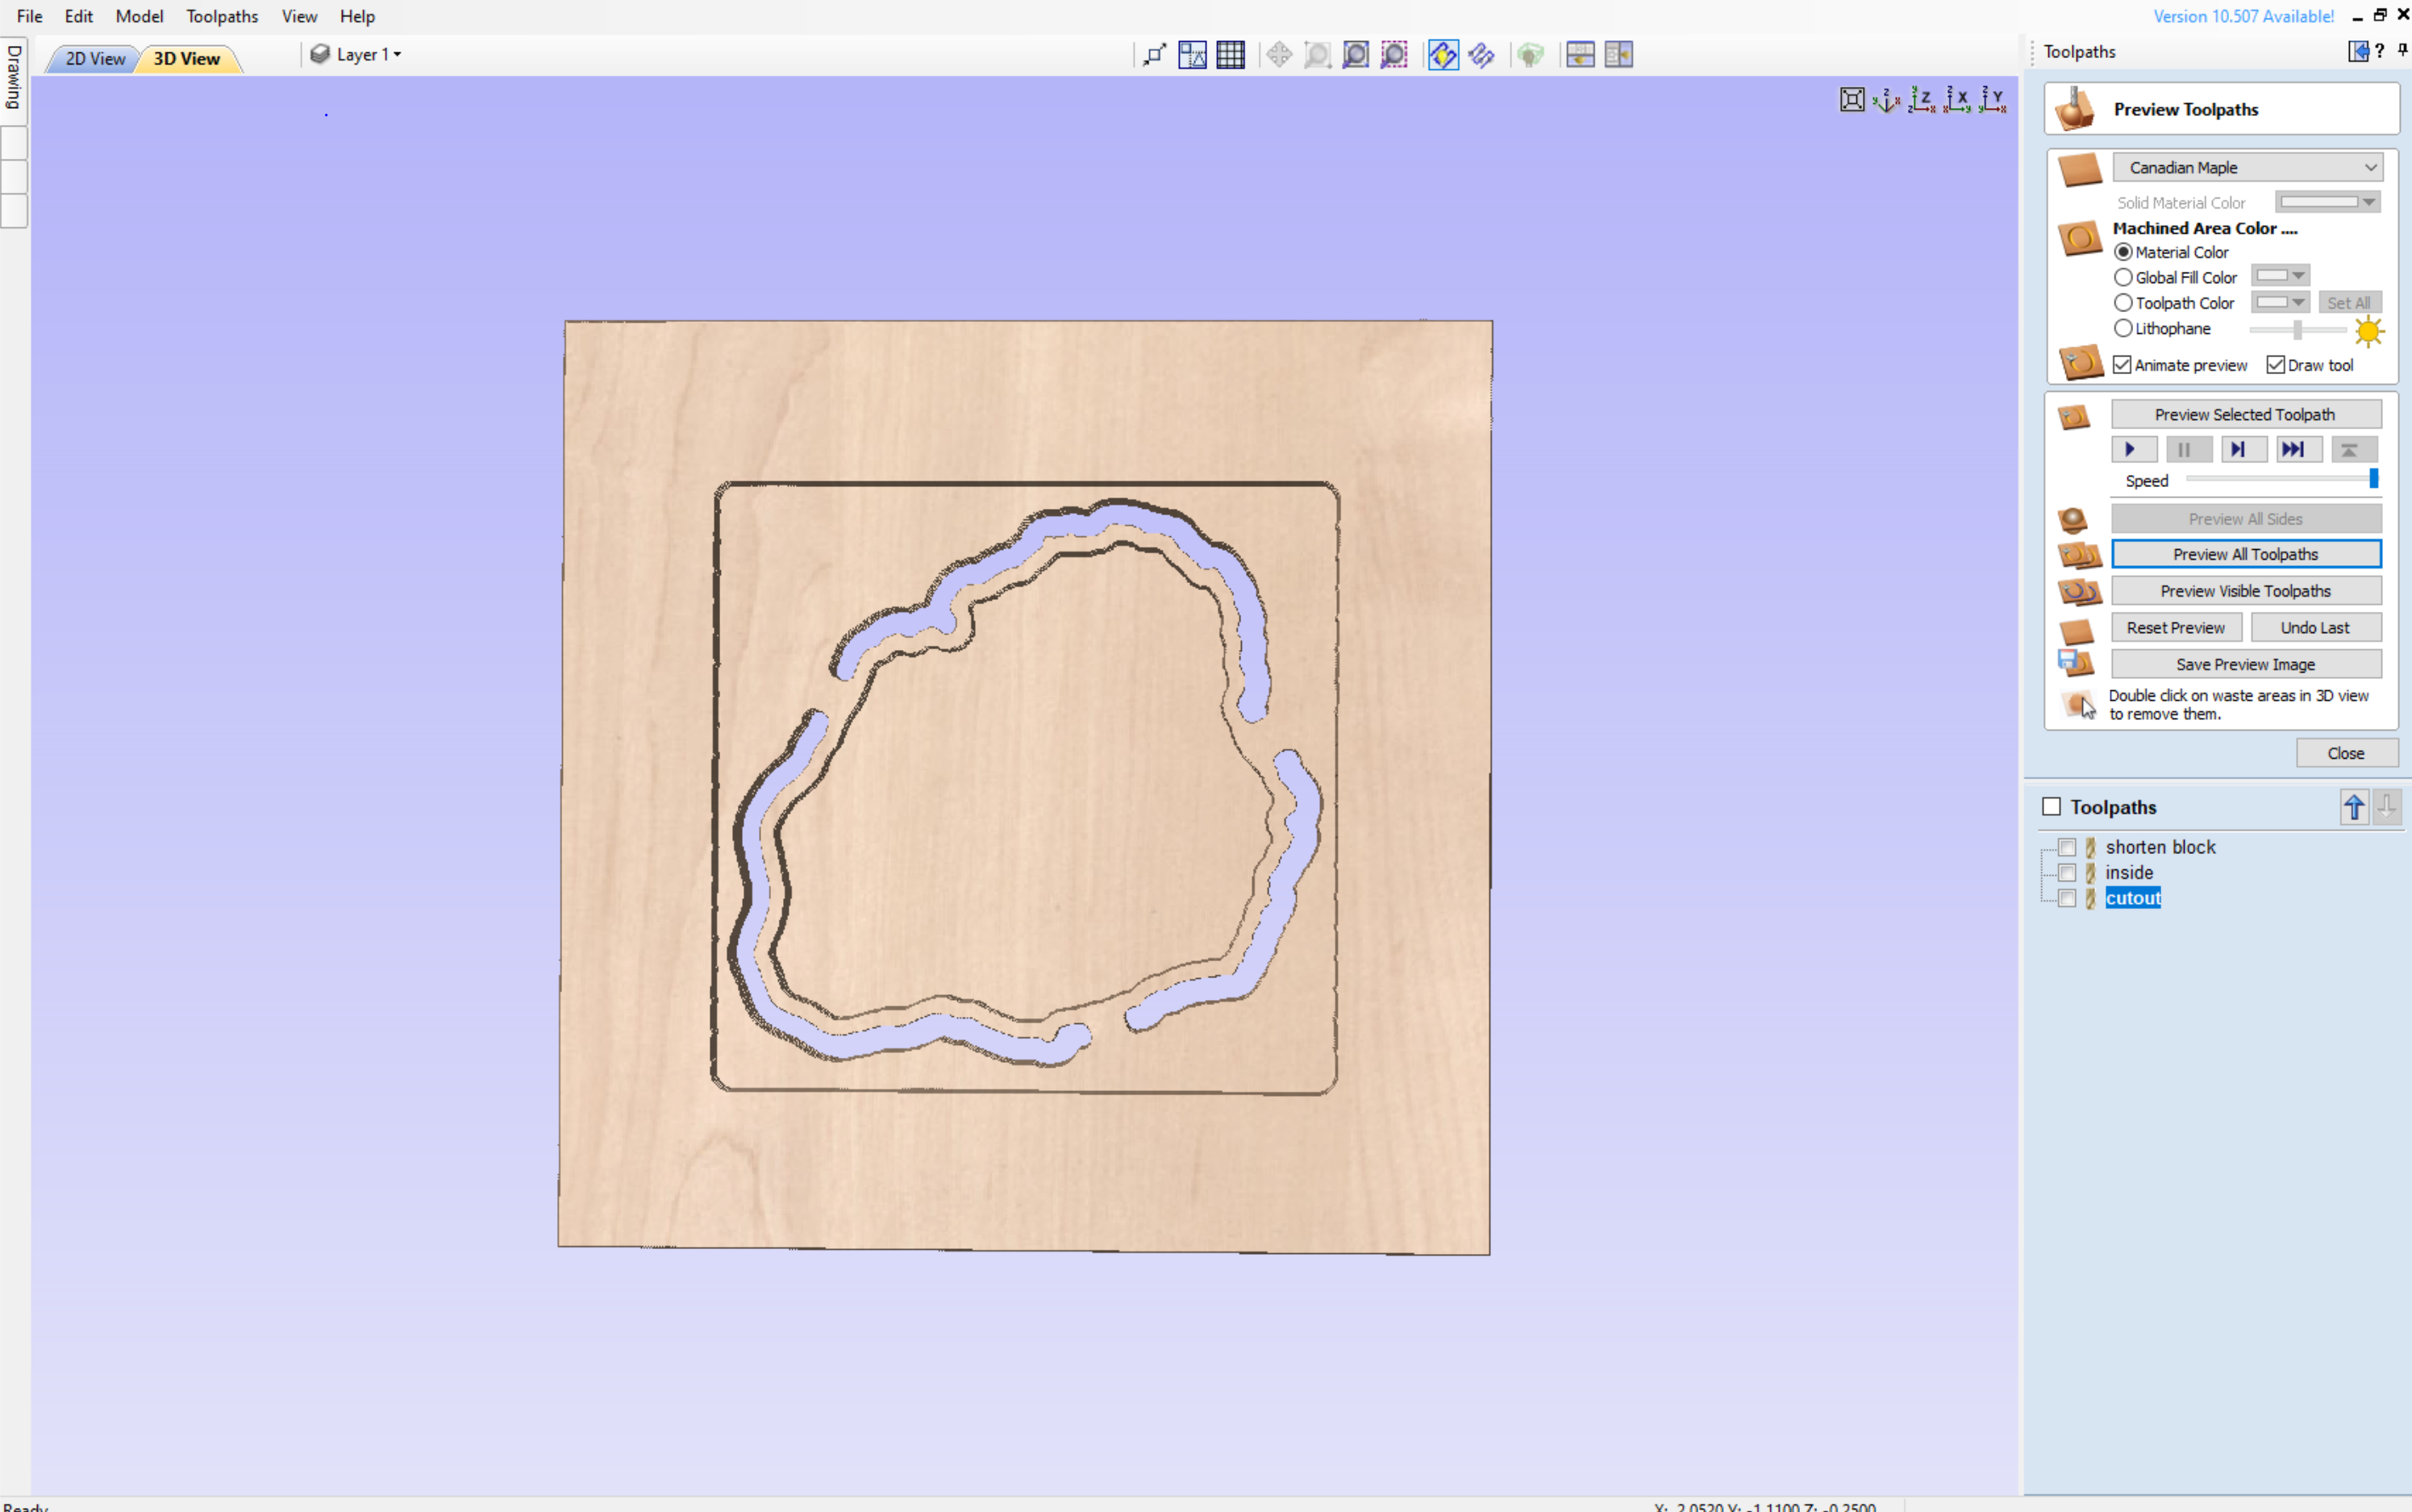 File Edit Model Toolpaths View Help
Version 10.507 Available!
Drawing
2D View 3D View Layer 1
Toolpaths ?
Z X Y
Preview Toolpaths
Canadian Maple
Solid Material Color
Machined Area Color ....
Material Color
Global Fill Color
Toolpath Color Set All
Lithophane
Animate preview Draw tool
Preview Selected Toolpath
Speed
Preview All Sides
Preview All Toolpaths
Preview Visible Toolpaths
Reset Preview Undo Last
Save Preview Image
Double click on waste areas in 3D view
to remove them.
Close
Toolpaths
shorten block
inside
cutout
Ready
X: 2.0520 Y: -1.1100 Z: -0.2500